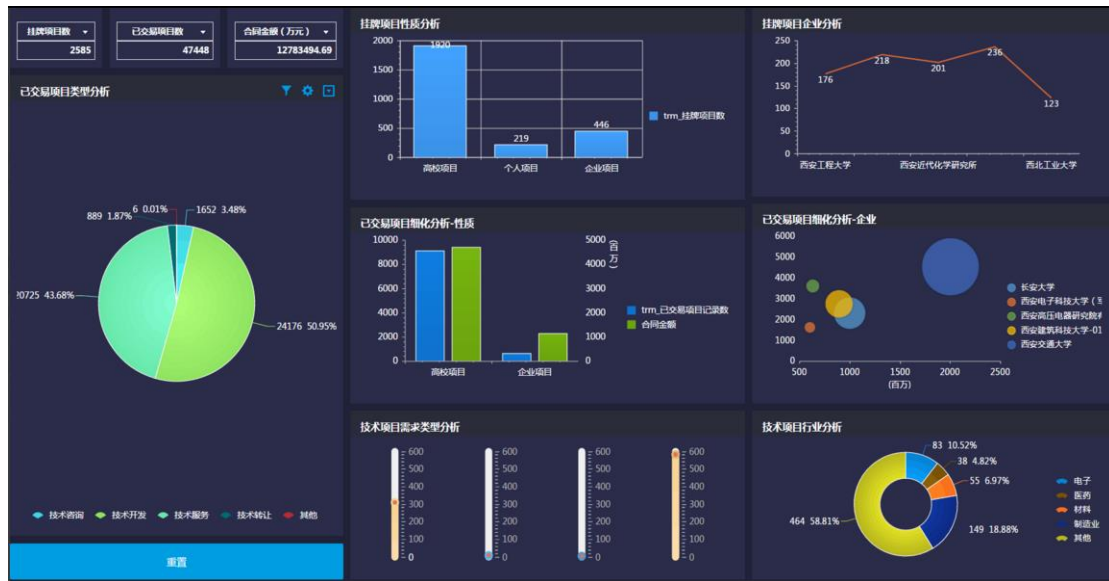 挂牌项目数
2585
已交易项目数
47448
合同金额（万元）
12783494.69
已交易项目类型分析
6 0.01%
1652 3.48%
889 1.87%
20725 43.68%
24176 50.95%
技术咨询
技术开发
技术服务
技术转让
其他
重置
挂牌项目性质分析
2000
1500
1000
500
0
1920
219
446
高校项目
个人项目
企业项目
trm_挂牌项目数
已交易项目细化分析-性质
10000
8000
6000
4000
2000
0
5000
4000
3000
2000
1000
0
(百万)
高校项目
企业项目
trm_已交易项目记录数
合同金额
技术项目需求类型分析
600
500
400
300
200
100
0
600
500
400
300
200
100
0
600
500
400
300
200
100
0
600
500
400
300
200
100
0
挂牌项目企业分析
250
200
150
100
50
0
176
218
201
236
123
西安工程大学
西安近代化学研究所
西北工业大学
已交易项目细化分析-企业
6000
5000
4000
3000
2000
1000
0
500
1000
1500
2000
2500
(百万)
长安大学
西安电子科技大学（
西安高压电器研究院
西安建筑科技大学-01
西安交通大学
技术项目行业分析
83 10.52%
38 4.82%
55 6.97%
149 18.88%
464 58.81%
电子
医药
材料
制造业
其他